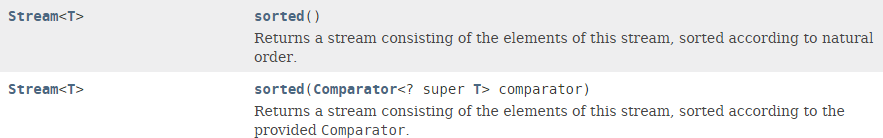 Stream<T> sorted()
Returns a stream consisting of the elements of this stream, sorted according to natural
order.
Stream<T> sorted(Comparator<? super T> comparator)
Returns a stream consisting of the elements of this stream, sorted according to the
provided Comparator.